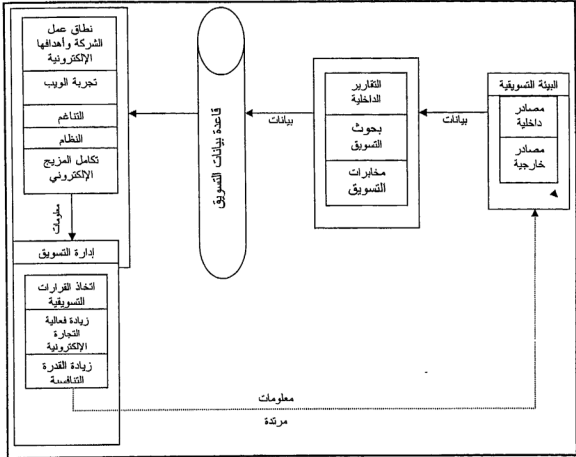 البيئة التسويقية
مصادر
داخلية
مصادر
خارجية
بيانات
التقارير
الداخلية
بحوث
التسويق
مخابرات
التسويق
بيانات
قاعدة بيانات التسويق
نطاق عمل
الشركة وأهدافها
الإلكترونية
تجربة الويب
التناغم
النظام
تكامل المزيج
الإلكتروني
معلومات
إدارة التسويق
اتخاذ القرارات
التسويقية
زيادة فعالية
التجارة
الإلكترونية
زيادة القدرة
التنافسية
معلومات
مرتدة